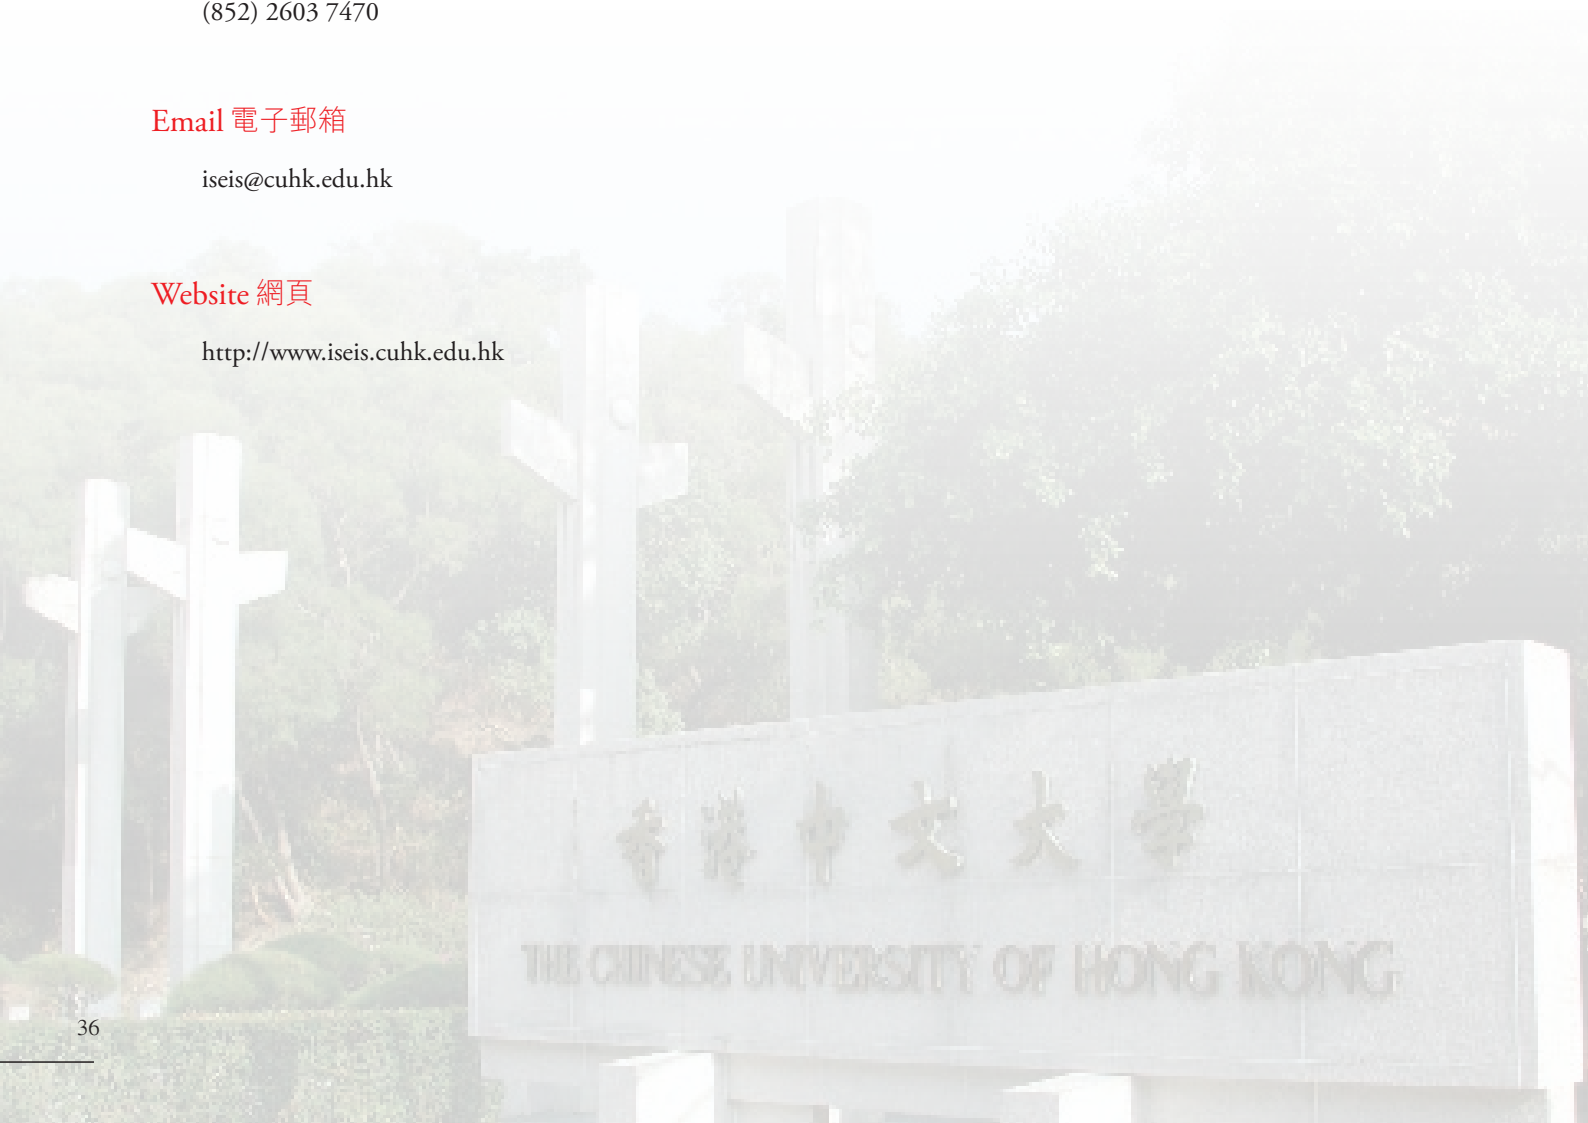 (852) 2603 7470
Email 電子郵箱
iseis@cuhk.edu.hk
Website 網頁
http://www.iseis.cuhk.edu.hk
香港中文大學
THE CHINESE UNIVERSITY OF HONG KONG
36